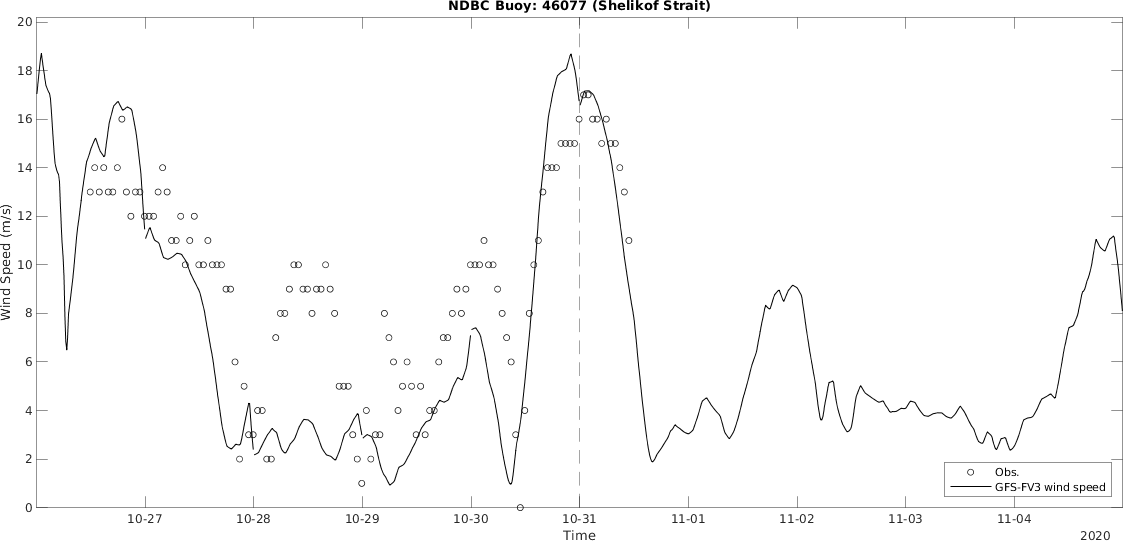 NDBC Buoy: 46077 (Shelikof Strait)
20
18
16
14
12
10
8
6
4
2
0
Wind Speed (m/s)
Obs.
GFS-FV3 wind speed
10-27 10-28 10-29 10-30 10-31 11-01 11-02 11-03 11-04
Time
2020